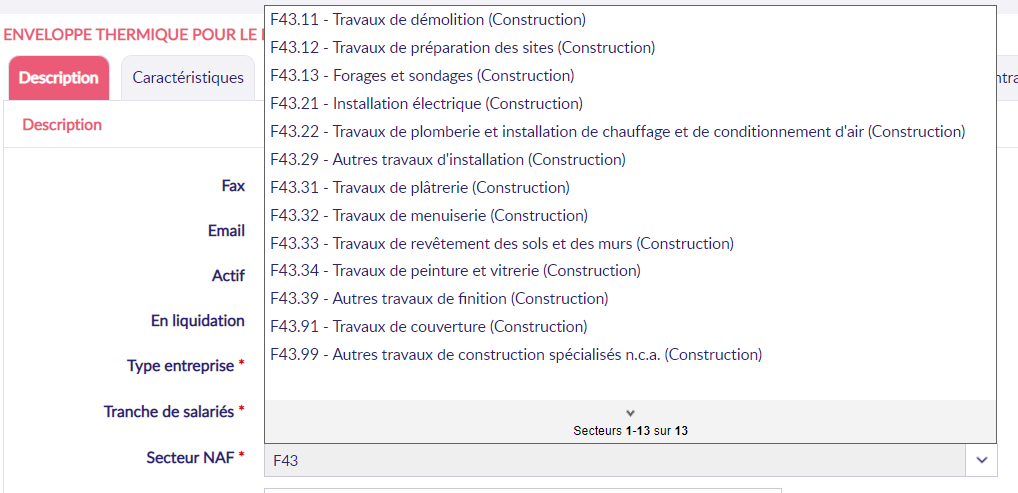 ENVELOPPE THERMIQUE POUR LE
Description
Caractéristiques
Description
Fax
Email
Actif
En liquidation
Type entreprise *
Tranche de salariés *
Secteur NAF *
F43.11 - Travaux de démolition (Construction)
F43.12 - Travaux de préparation des sites (Construction)
F43.13 - Forages et sondages (Construction)
F43.21 - Installation électrique (Construction)
F43.22 - Travaux de plomberie et installation de chauffage et de conditionnement d'air (Construction)
F43.29 - Autres travaux d'installation (Construction)
F43.31 - Travaux de plâtrerie (Construction)
F43.32 - Travaux de menuiserie (Construction)
F43.33 - Travaux de revêtement des sols et des murs (Construction)
F43.34 - Travaux de peinture et vitrerie (Construction)
F43.39 - Autres travaux de finition (Construction)
F43.91 - Travaux de couverture (Construction)
F43.99 - Autres travaux de construction spécialisés n.c.a. (Construction)
Secteurs 1-13 sur 13
F43